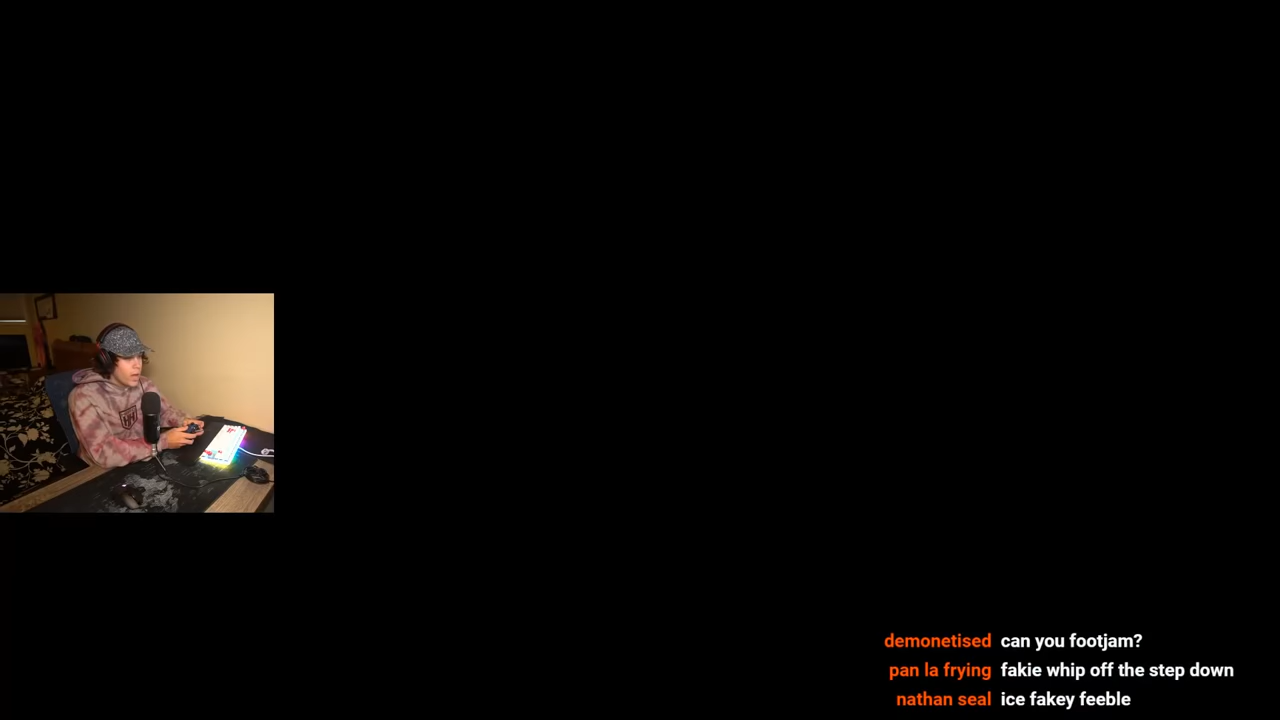 demonetised can you footjam?
pan la frying fakie whip off the step down
nathan seal ice fakey feeble